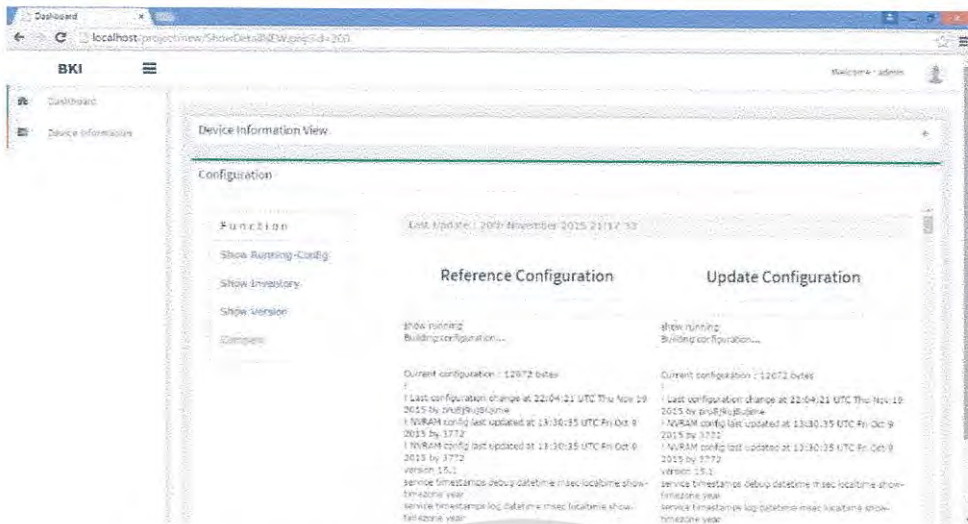 Dashboard
localhost/project/new/ShowDetailNEW.php?id=200
BKI
Welcome : admin
Dashboard
Device Information
Device Information View
Configuration
Function
Last Update : 20th November 2015 21:17:33
Show Running-Config
Show Inventory
Show Version
Compare
Reference Configuration
Update Configuration
show running
Building configuration...
Current configuration : 12872 bytes
!
! Last configuration change at 22:04:21 UTC Thu Nov 19
2015 by
! NVRAM config last updated at 13:30:35 UTC Fri Oct 9
2015 by 3772
! NVRAM config last updated at 13:30:35 UTC Fri Oct 9
2015 by 3772
version 15.1
service timestamps debug datetime msec localtime show-
timezone year
service timestamps log datetime msec localtime show-
timezone year
show running
Building configuration...
Current configuration : 12872 bytes
!
! Last configuration change at 22:04:21 UTC Thu Nov 19
2015 by
! NVRAM config last updated at 13:30:35 UTC Fri Oct 9
2015 by 3772
! NVRAM config last updated at 13:30:35 UTC Fri Oct 9
2015 by 3772
version 15.1
service timestamps debug datetime msec localtime show-
timezone year
service timestamps log datetime msec localtime show-
timezone year